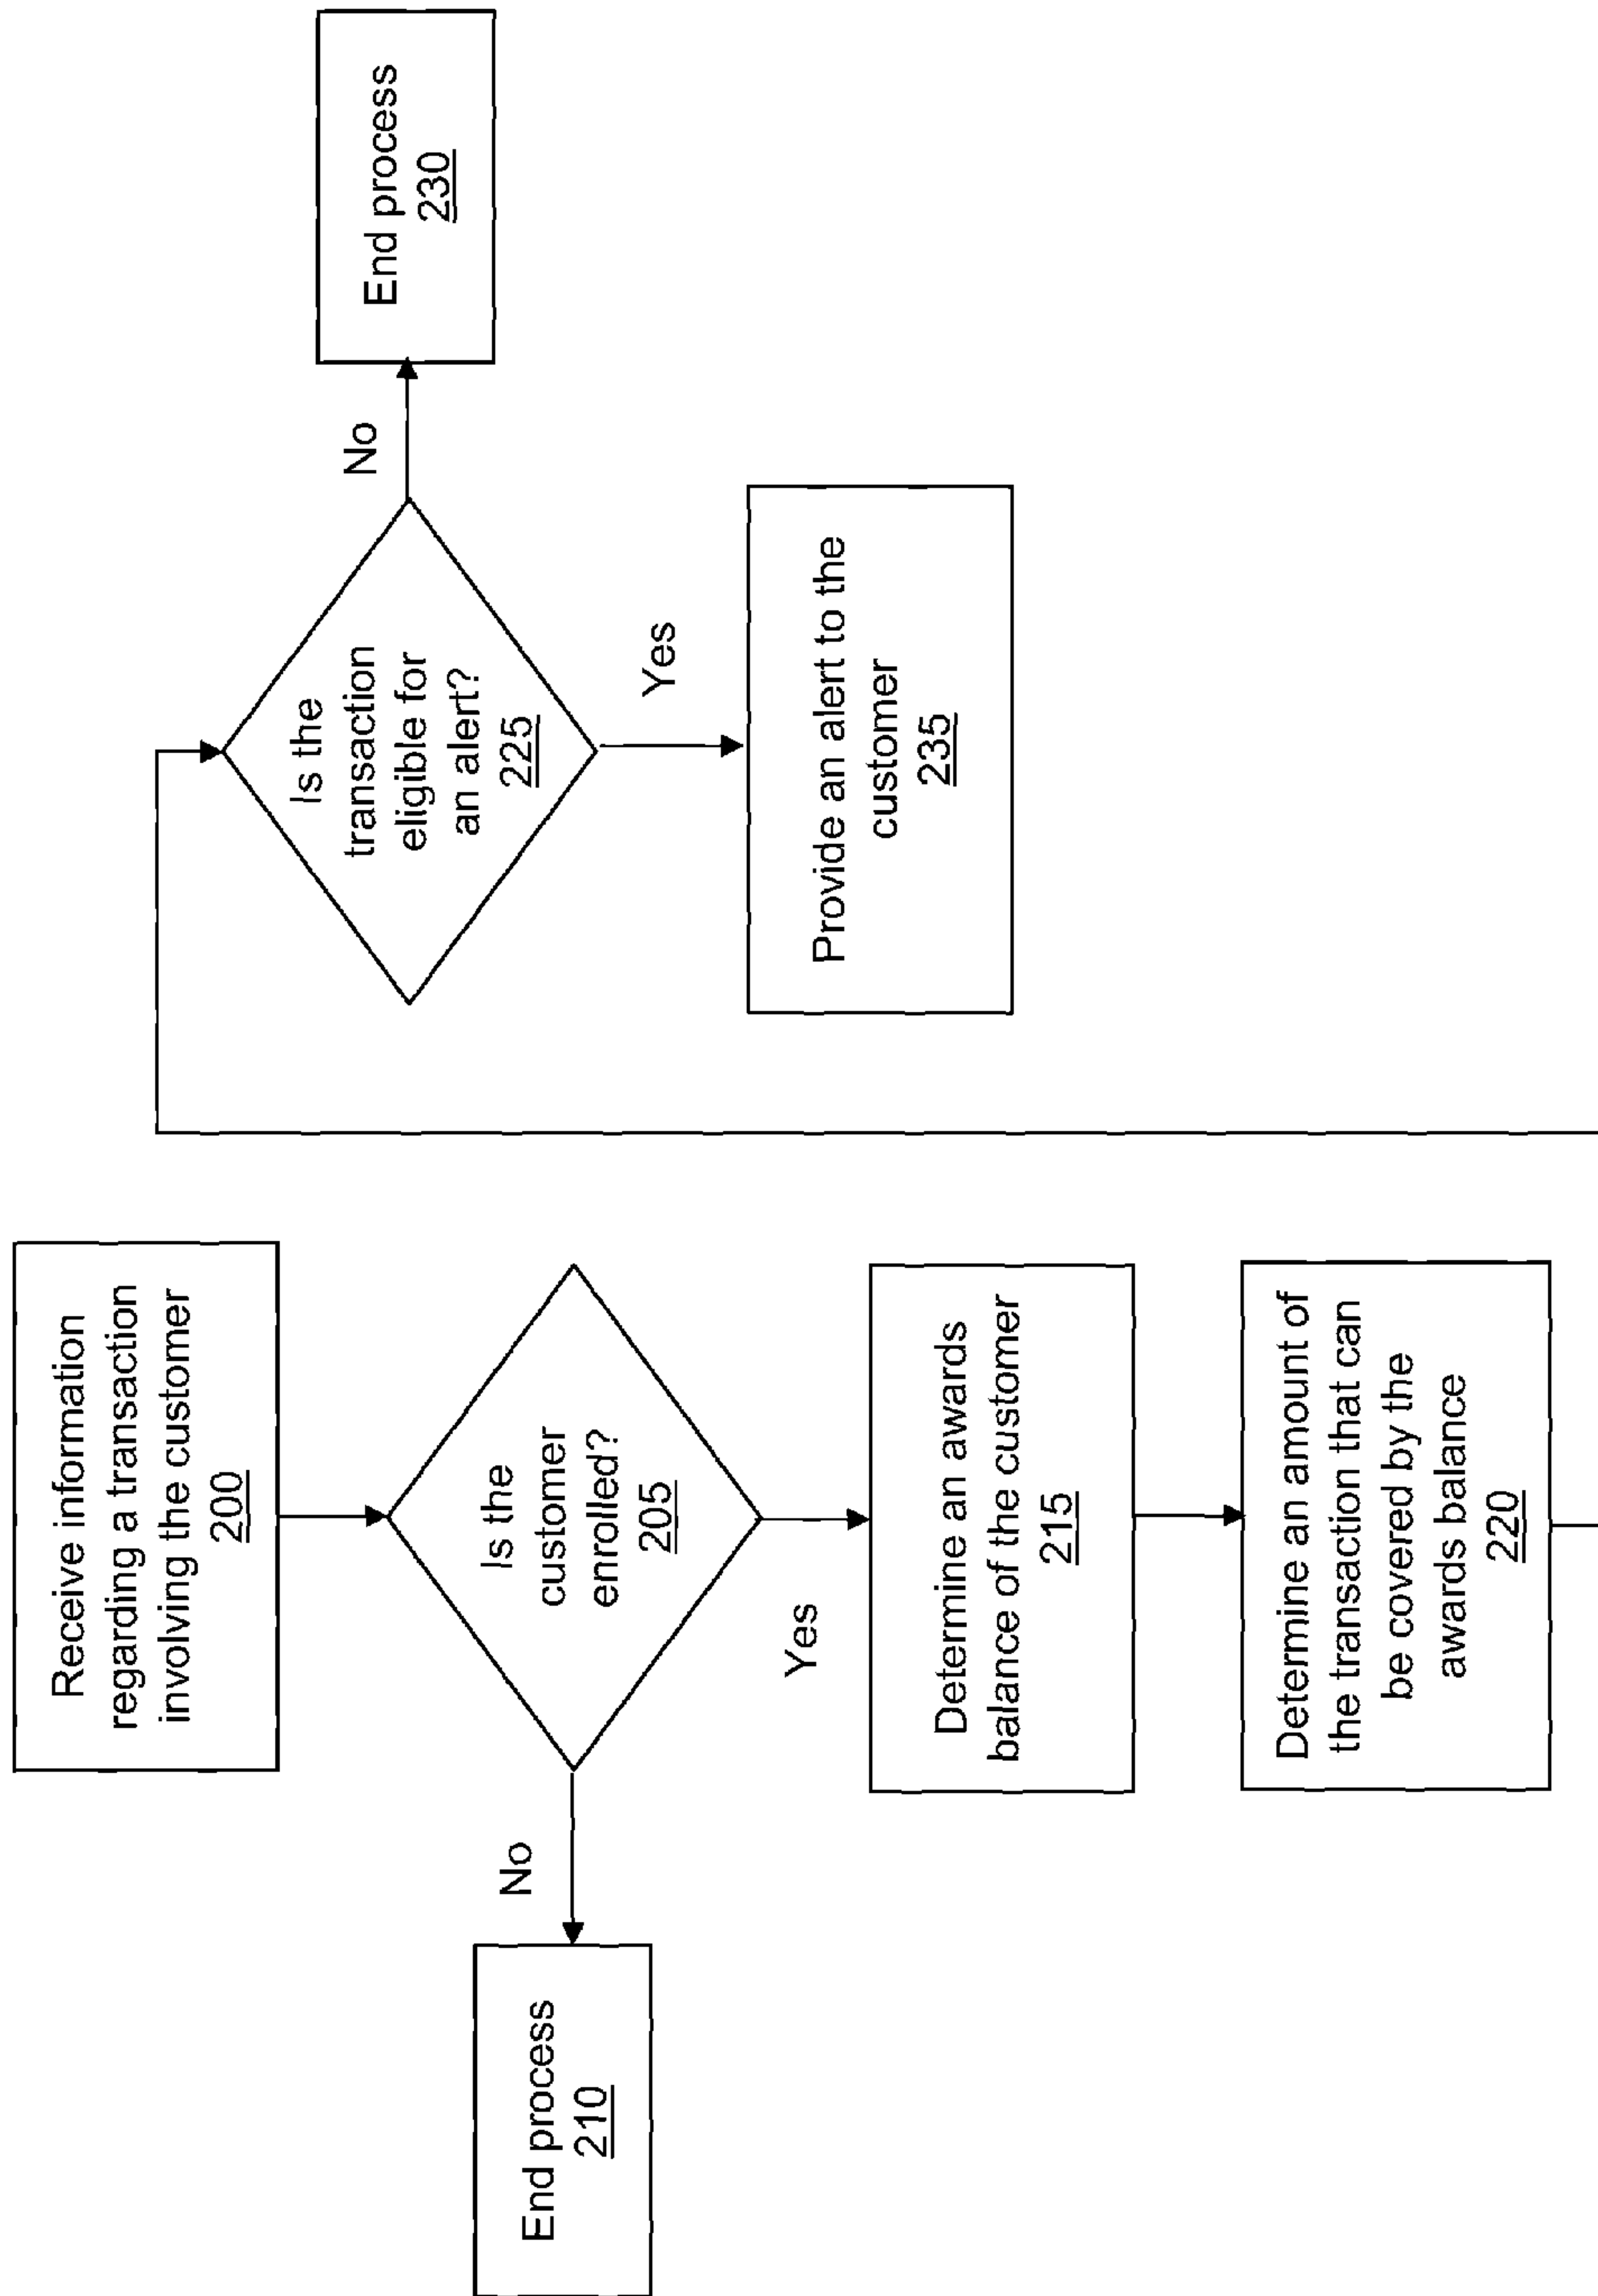 Receive information
regarding a transaction
involving the customer
200
Is the
customer
enrolled?
205
No
End process
210
Yes
Determine an awards
balance of the customer
215
Determine an amount of
the transaction that can
be covered by the
awards balance
220
Is the
transaction
eligible for
an alert?
225
No
End process
230
Yes
Provide an alert to the
customer
235